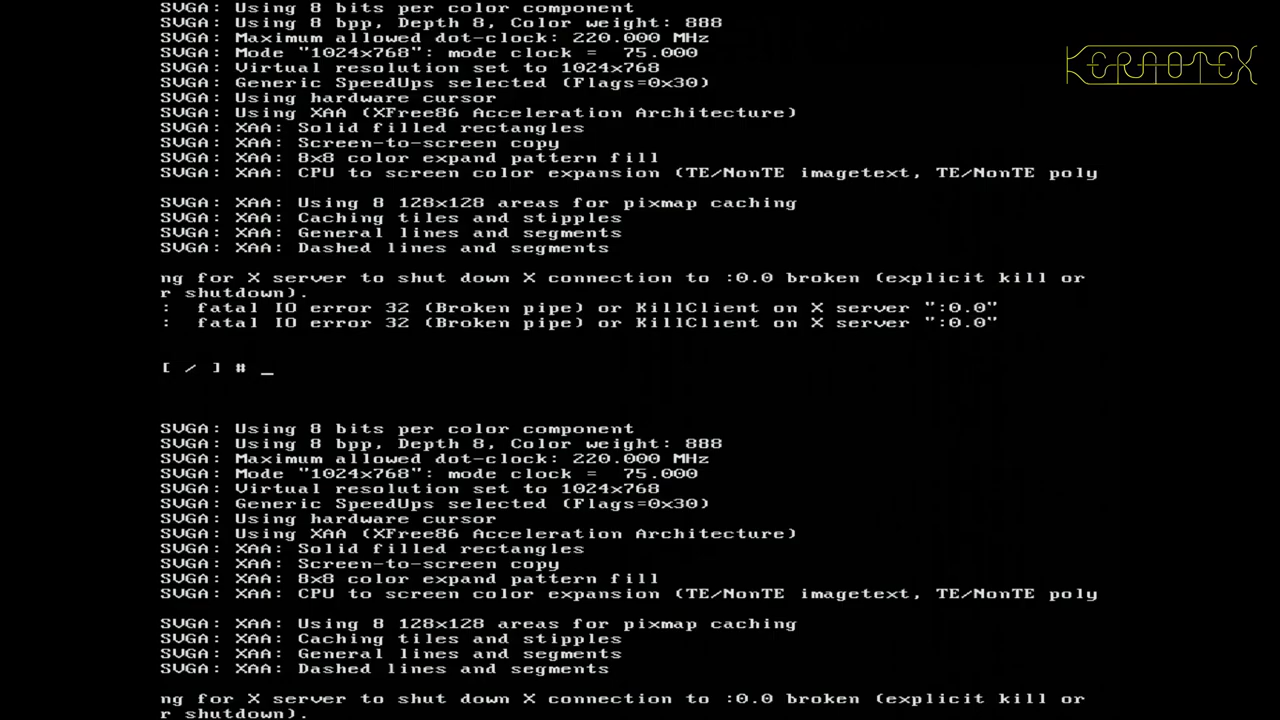 SVGA: Using 8 bits per color component
SVGA: Using 8 bpp, Depth 8, Color weight: 888
SVGA: Maximum allowed dot-clock: 220.000 MHz
SVGA: Mode "1024x768": mode clock =  75.000
SVGA: Virtual resolution set to 1024x768
SVGA: Generic SpeedUps selected (Flags=0x30)
SVGA: Using hardware cursor
SVGA: Using XAA (XFree86 Acceleration Architecture)
SVGA: XAA: Solid filled rectangles
SVGA: XAA: Screen-to-screen copy
SVGA: XAA: 8x8 color expand pattern fill
SVGA: XAA: CPU to screen color expansion (TE/NonTE imagetext, TE/NonTE poly
SVGA: XAA: Using 8 128x128 areas for pixmap caching
SVGA: XAA: Caching tiles and stipples
SVGA: XAA: General lines and segments
SVGA: XAA: Dashed lines and segments
ng for X server to shut down X connection to :0.0 broken (explicit kill or
r shutdown).
:  fatal IO error 32 (Broken pipe) or KillClient on X server ":0.0"
:  fatal IO error 32 (Broken pipe) or KillClient on X server ":0.0"
[ / ] # _
SVGA: Using 8 bits per color component
SVGA: Using 8 bpp, Depth 8, Color weight: 888
SVGA: Maximum allowed dot-clock: 220.000 MHz
SVGA: Mode "1024x768": mode clock =  75.000
SVGA: Virtual resolution set to 1024x768
SVGA: Generic SpeedUps selected (Flags=0x30)
SVGA: Using hardware cursor
SVGA: Using XAA (XFree86 Acceleration Architecture)
SVGA: XAA: Solid filled rectangles
SVGA: XAA: Screen-to-screen copy
SVGA: XAA: 8x8 color expand pattern fill
SVGA: XAA: CPU to screen color expansion (TE/NonTE imagetext, TE/NonTE poly
SVGA: XAA: Using 8 128x128 areas for pixmap caching
SVGA: XAA: Caching tiles and stipples
SVGA: XAA: General lines and segments
SVGA: XAA: Dashed lines and segments
ng for X server to shut down X connection to :0.0 broken (explicit kill or
r shutdown).